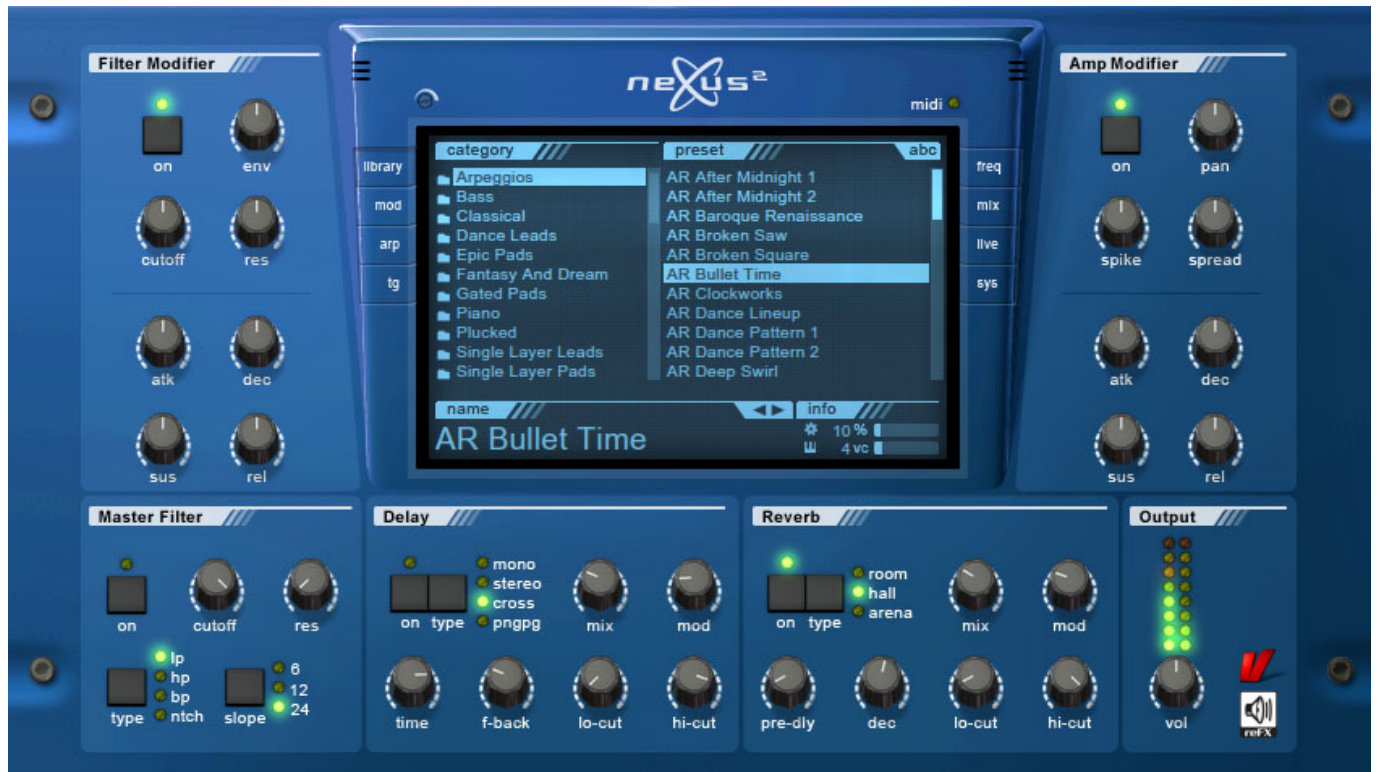 Filter Modifier
on
env
cutoff
res
atk
dec
sus
rel
library
mod
arp
tg
neXus²
midi
category
Arpeggios
Bass
Classical
Dance Leads
Epic Pads
Fantasy And Dream
Gated Pads
Piano
Plucked
Single Layer Leads
Single Layer Pads
preset
abc
AR After Midnight 1
AR After Midnight 2
AR Baroque Renaissance
AR Broken Saw
AR Broken Square
AR Bullet Time
AR Clockworks
AR Dance Lineup
AR Dance Pattern 1
AR Dance Pattern 2
AR Deep Swirl
name
AR Bullet Time
info
10 %
4 vc
freq
mix
live
sys
Amp Modifier
on
pan
spike
spread
atk
dec
sus
rel
Master Filter
on
cutoff
res
type
lp
hp
bp
ntch
slope
6
12
24
Delay
on type
mono
stereo
cross
pngpg
mix
mod
time
f-back
lo-cut
hi-cut
Reverb
on type
room
hall
arena
mix
mod
pre-dly
dec
lo-cut
hi-cut
Output
vol
reFX